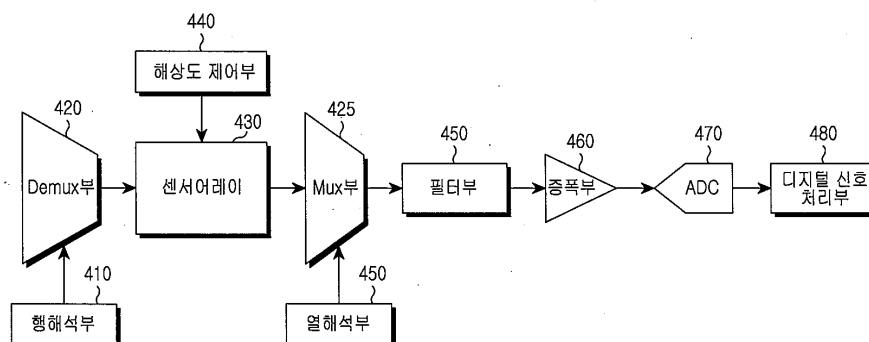 440
해상도 제어부
420
Demux부
430
센서어레이
425
Mux부
450
필터부
460
증폭부
470
ADC
480
디지털 신호
처리부
410
행해석부
450
열해석부